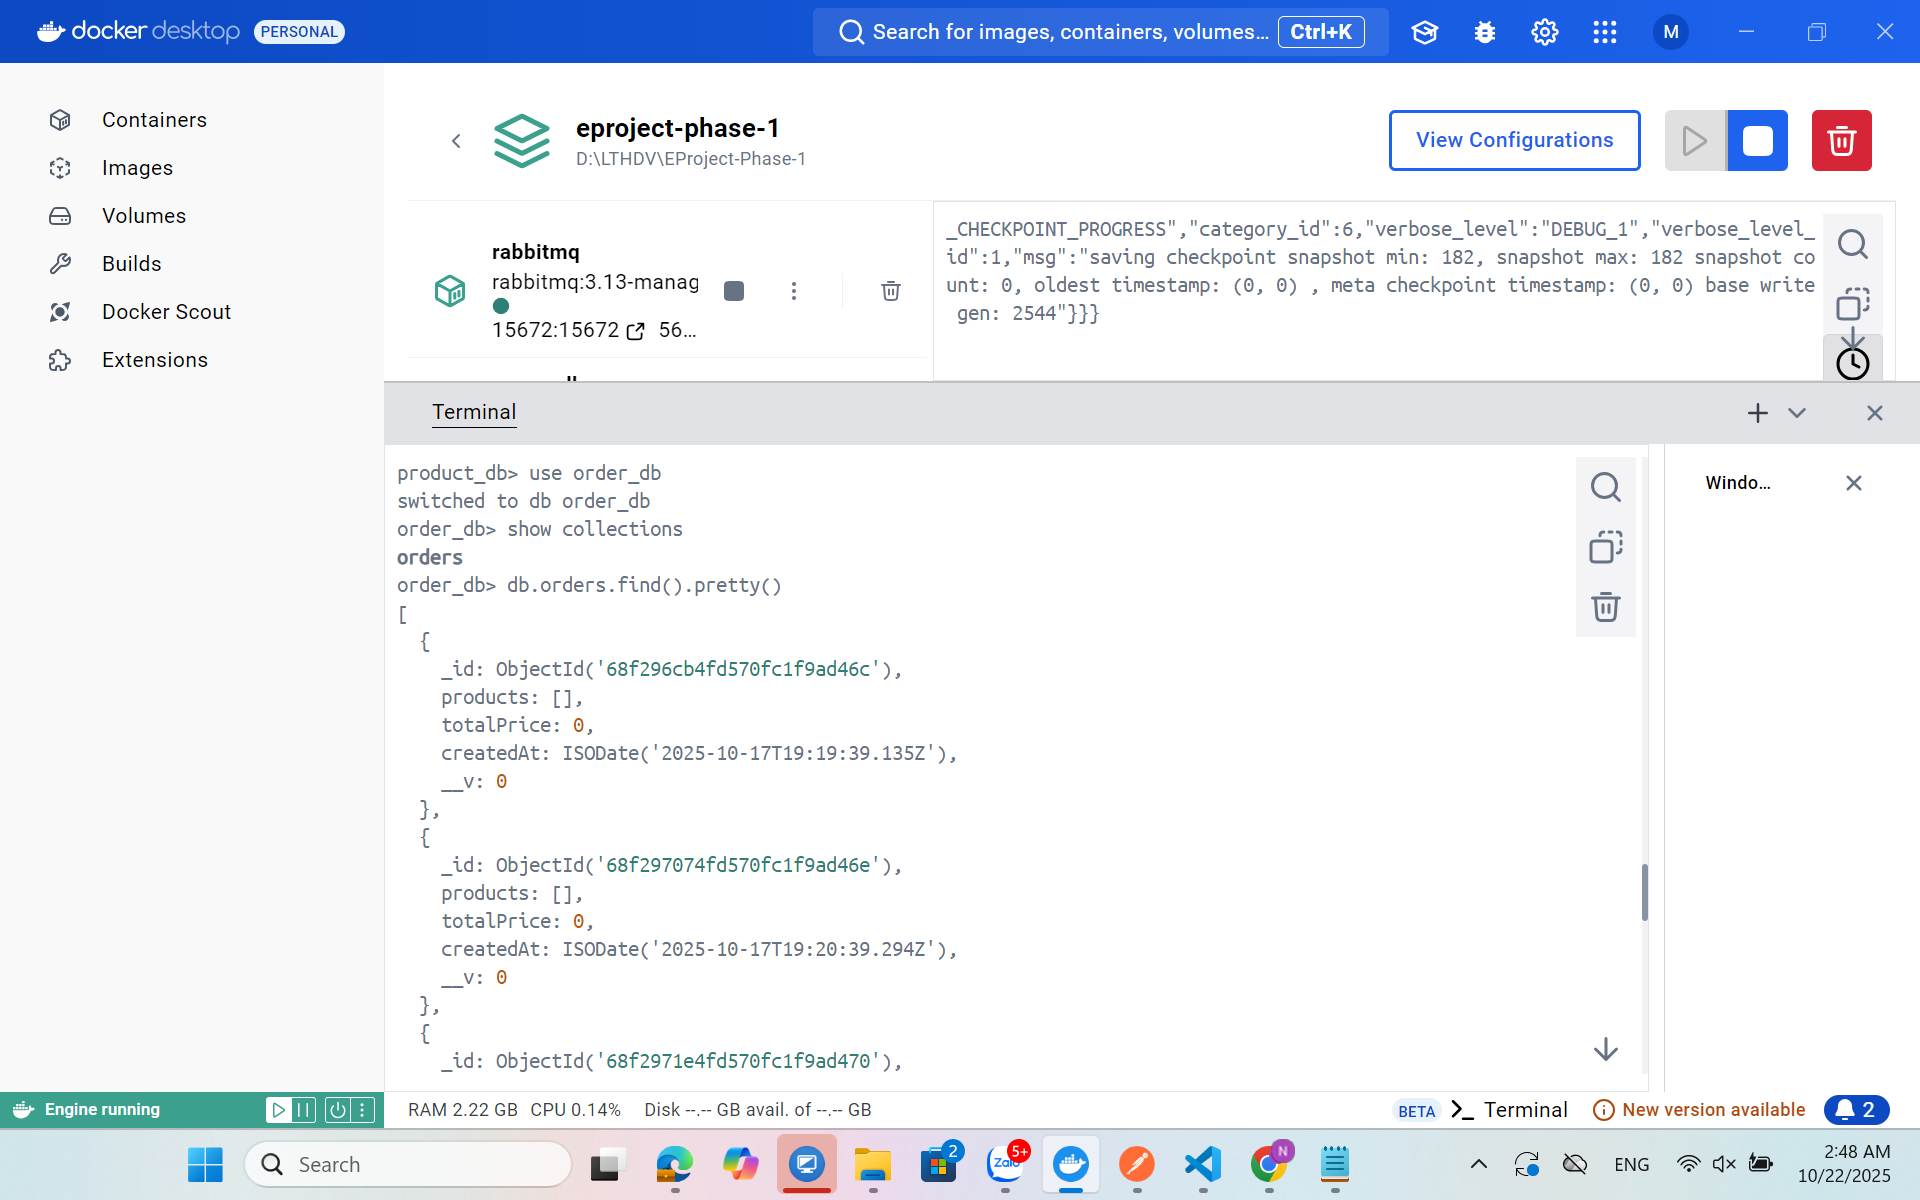 docker desktop PERSONAL
Search for images, containers, volumes... Ctrl+K
M
Containers
Images
Volumes
Builds
Docker Scout
Extensions
eproject-phase-1
D:\LTHDV\EProject-Phase-1
View Configurations
rabbitmq
rabbitmq:3.13-manag
15672:15672 56...
_CHECKPOINT_PROGRESS","category_id":6,"verbose_level":"DEBUG_1","verbose_level_
id":1,"msg":"saving checkpoint snapshot min: 182, snapshot max: 182 snapshot co
unt: 0, oldest timestamp: (0, 0) , meta checkpoint timestamp: (0, 0) base write
gen: 2544"}}}
Terminal
product_db> use order_db
switched to db order_db
order_db> show collections
orders
order_db> db.orders.find().pretty()
[
{
_id: ObjectId('68f296cb4fd570fc1f9ad46c'),
products: [],
totalPrice: 0,
createdAt: ISODate('2025-10-17T19:19:39.135Z'),
__v: 0
},
{
_id: ObjectId('68f297074fd570fc1f9ad46e'),
products: [],
totalPrice: 0,
createdAt: ISODate('2025-10-17T19:20:39.294Z'),
__v: 0
},
{
_id: ObjectId('68f2971e4fd570fc1f9ad470'),
Windo...
Engine running
RAM 2.22 GB CPU 0.14% Disk --.-- GB avail. of --.-- GB
BETA Terminal New version available 2
Search
2
Zalo 5+
N
ENG
2:48 AM
10/22/2025